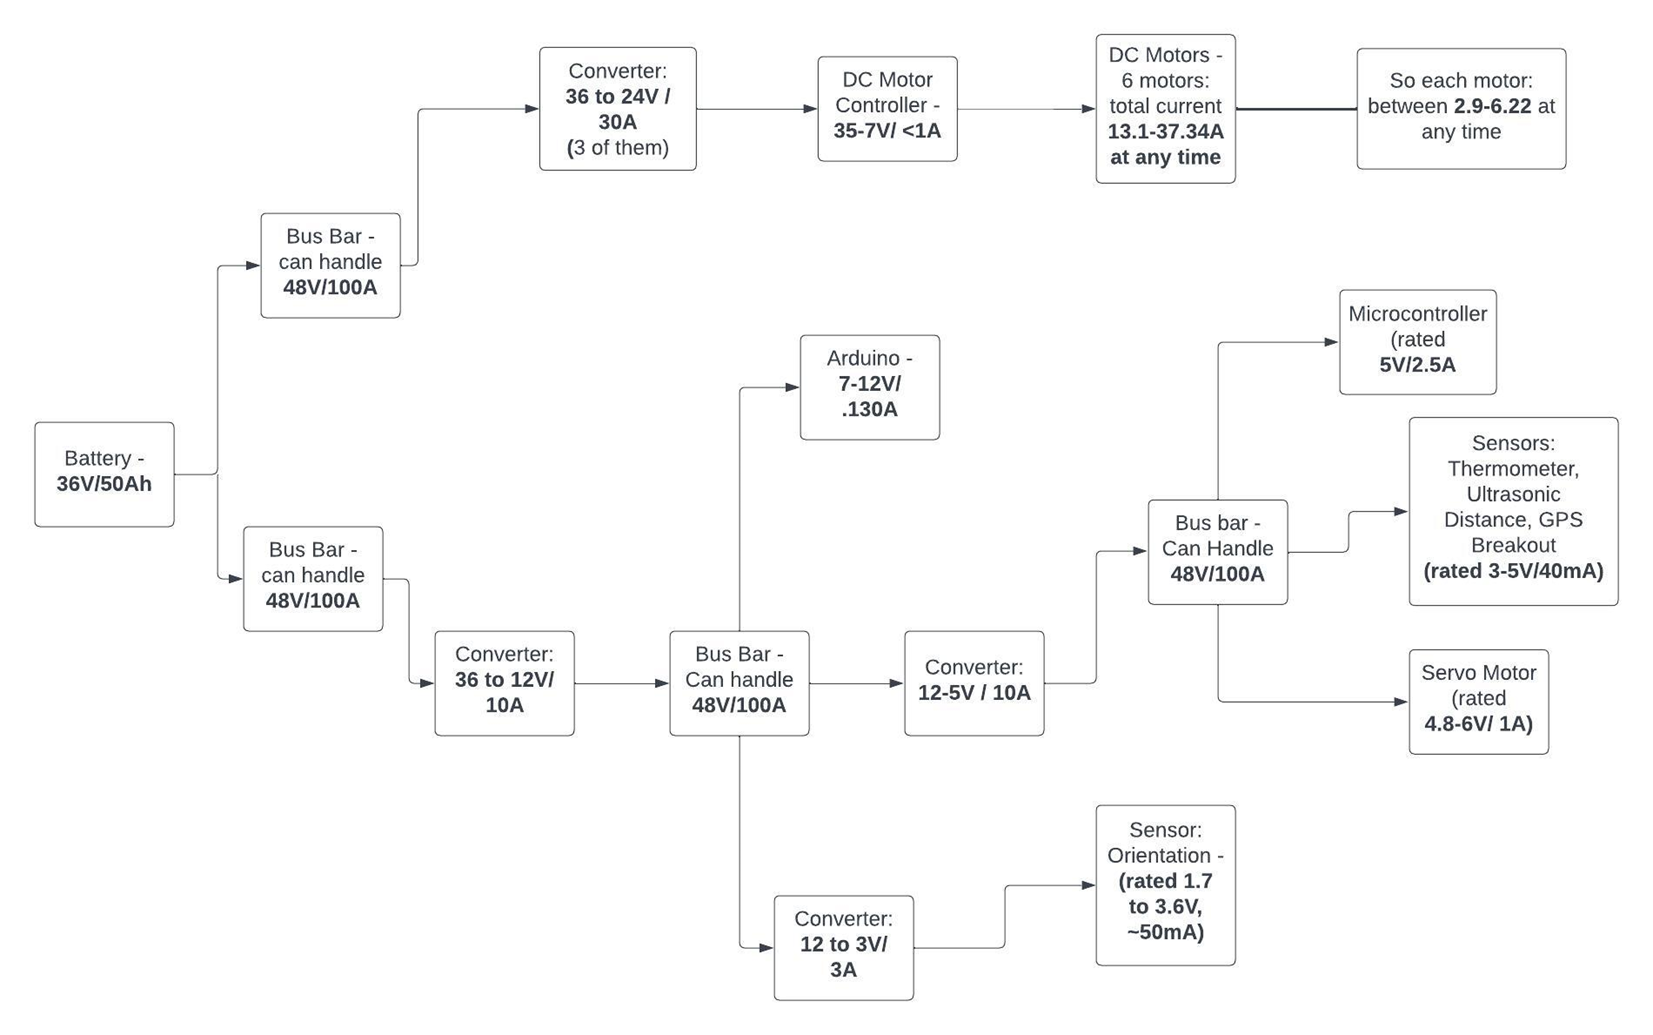 Converter:
36 to 24V /
30A
(3 of them)
DC Motor
Controller -
35-7V/ <1A
DC Motors -
6 motors:
total current
13.1-37.34A
at any time
So each motor:
between 2.9-6.22 at
any time
Bus Bar -
can handle
48V/100A
Microcontroller
(rated
5V/2.5A
Arduino -
7-12V/
.130A
Battery -
36V/50Ah
Sensors:
Thermometer,
Ultrasonic
Distance, GPS
Breakout
(rated 3-5V/40mA)
Bus bar -
Can Handle
48V/100A
Bus Bar -
can handle
48V/100A
Converter:
36 to 12V/
10A
Bus Bar -
Can handle
48V/100A
Converter:
12-5V / 10A
Servo Motor
(rated
4.8-6V/ 1A)
Sensor:
Orientation -
(rated 1.7
to 3.6V,
~50mA)
Converter:
12 to 3V/
3A